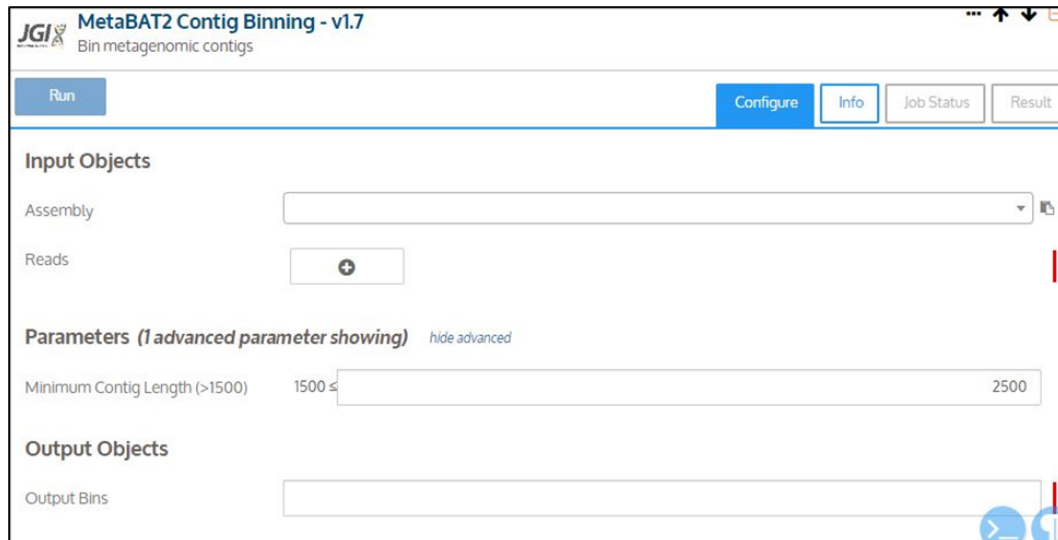 JGI
MetaBAT2 Contig Binning - v1.7
Bin metagenomic contigs
Run
Configure
Info
Job Status
Result
Input Objects
Assembly
Reads
Parameters (1 advanced parameter showing) hide advanced
Minimum Contig Length (>1500) 1500 ≤ 2500
Output Objects
Output Bins